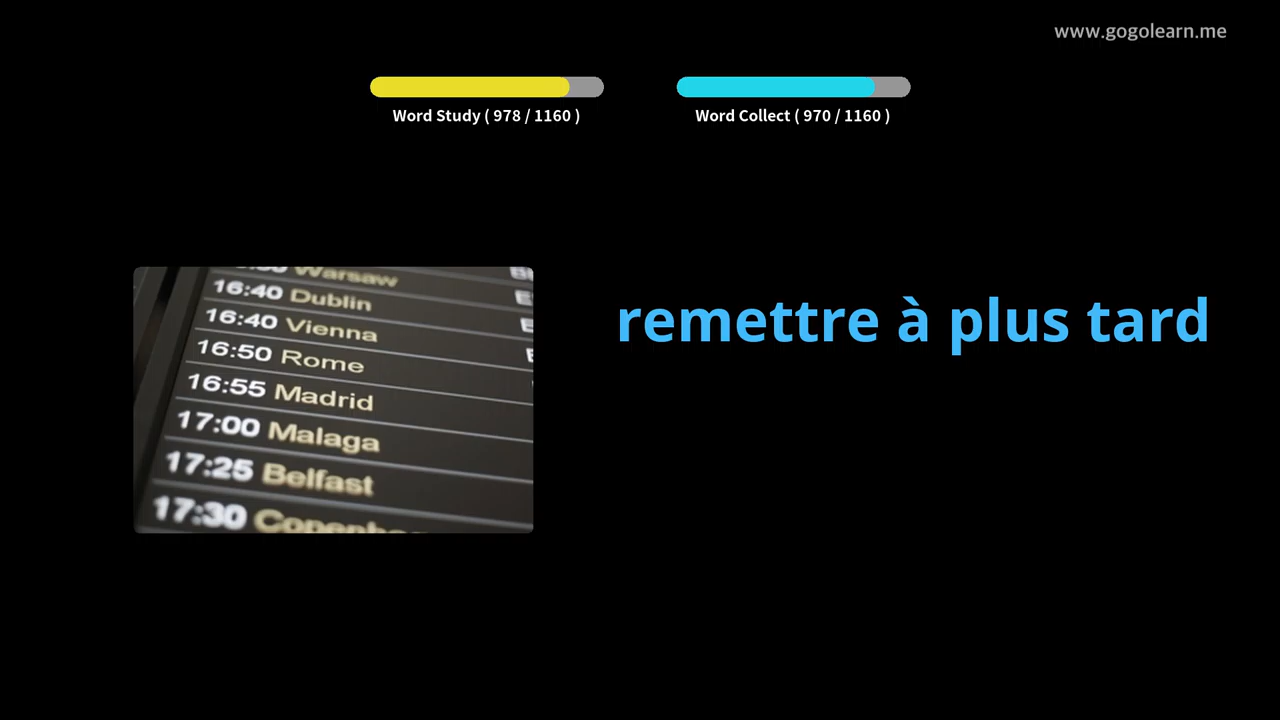 www.gogolearn.me
Word Study ( 978 / 1160 )
Word Collect ( 970 / 1160 )
remettre à plus tard
Warsaw
16:40 Dublin
16:40 Vienna
16:50 Rome
16:55 Madrid
17:00 Malaga
17:25 Belfast
17:30